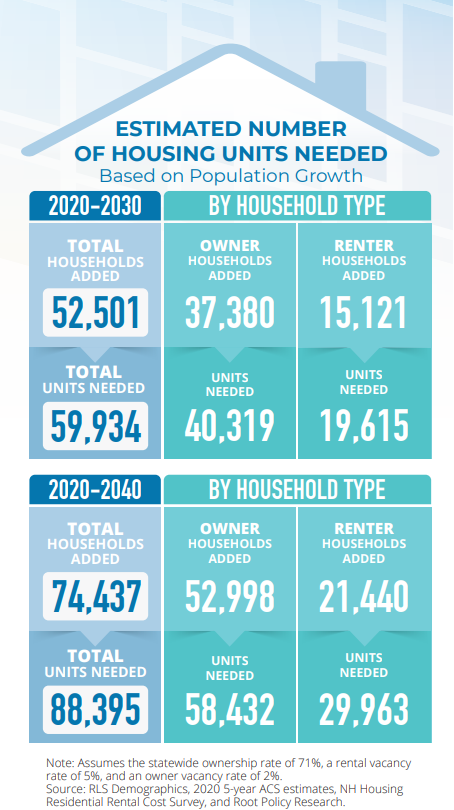 ESTIMATED NUMBER
OF HOUSING UNITS NEEDED
Based on Population Growth
2020–2030
BY HOUSEHOLD TYPE
TOTAL
HOUSEHOLDS
ADDED
52,501
OWNER
HOUSEHOLDS
ADDED
37,380
RENTER
HOUSEHOLDS
ADDED
15,121
TOTAL
UNITS NEEDED
59,934
UNITS
NEEDED
40,319
UNITS
NEEDED
19,615
2020–2040
BY HOUSEHOLD TYPE
TOTAL
HOUSEHOLDS
ADDED
74,437
OWNER
HOUSEHOLDS
ADDED
52,998
RENTER
HOUSEHOLDS
ADDED
21,440
TOTAL
UNITS NEEDED
88,395
UNITS
NEEDED
58,432
UNITS
NEEDED
29,963
Note: Assumes the statewide ownership rate of 71%, a rental vacancy
rate of 5%, and an owner vacancy rate of 2%.
Source: RLS Demographics, 2020 5-year ACS estimates, NH Housing
Residential Rental Cost Survey, and Root Policy Research.